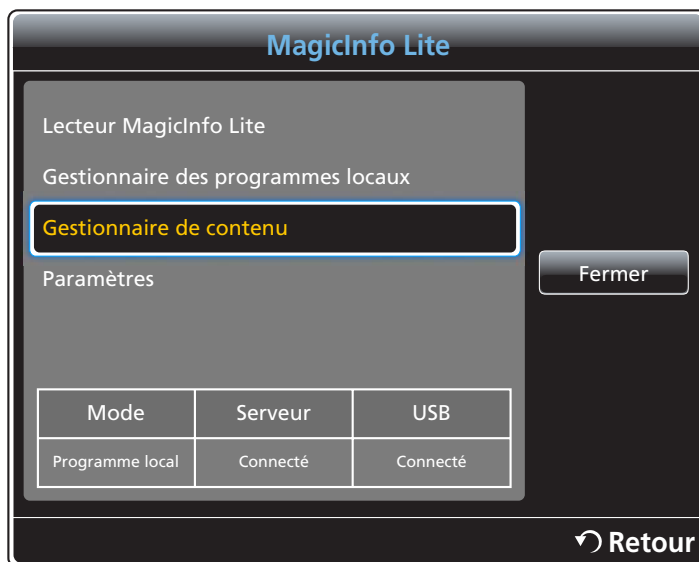 MagicInfo Lite
Lecteur MagicInfo Lite
Gestionnaire des programmes locaux
Gestionnaire de contenu
Paramètres
Fermer
Mode Serveur USB
Programme local Connecté Connecté
Retour